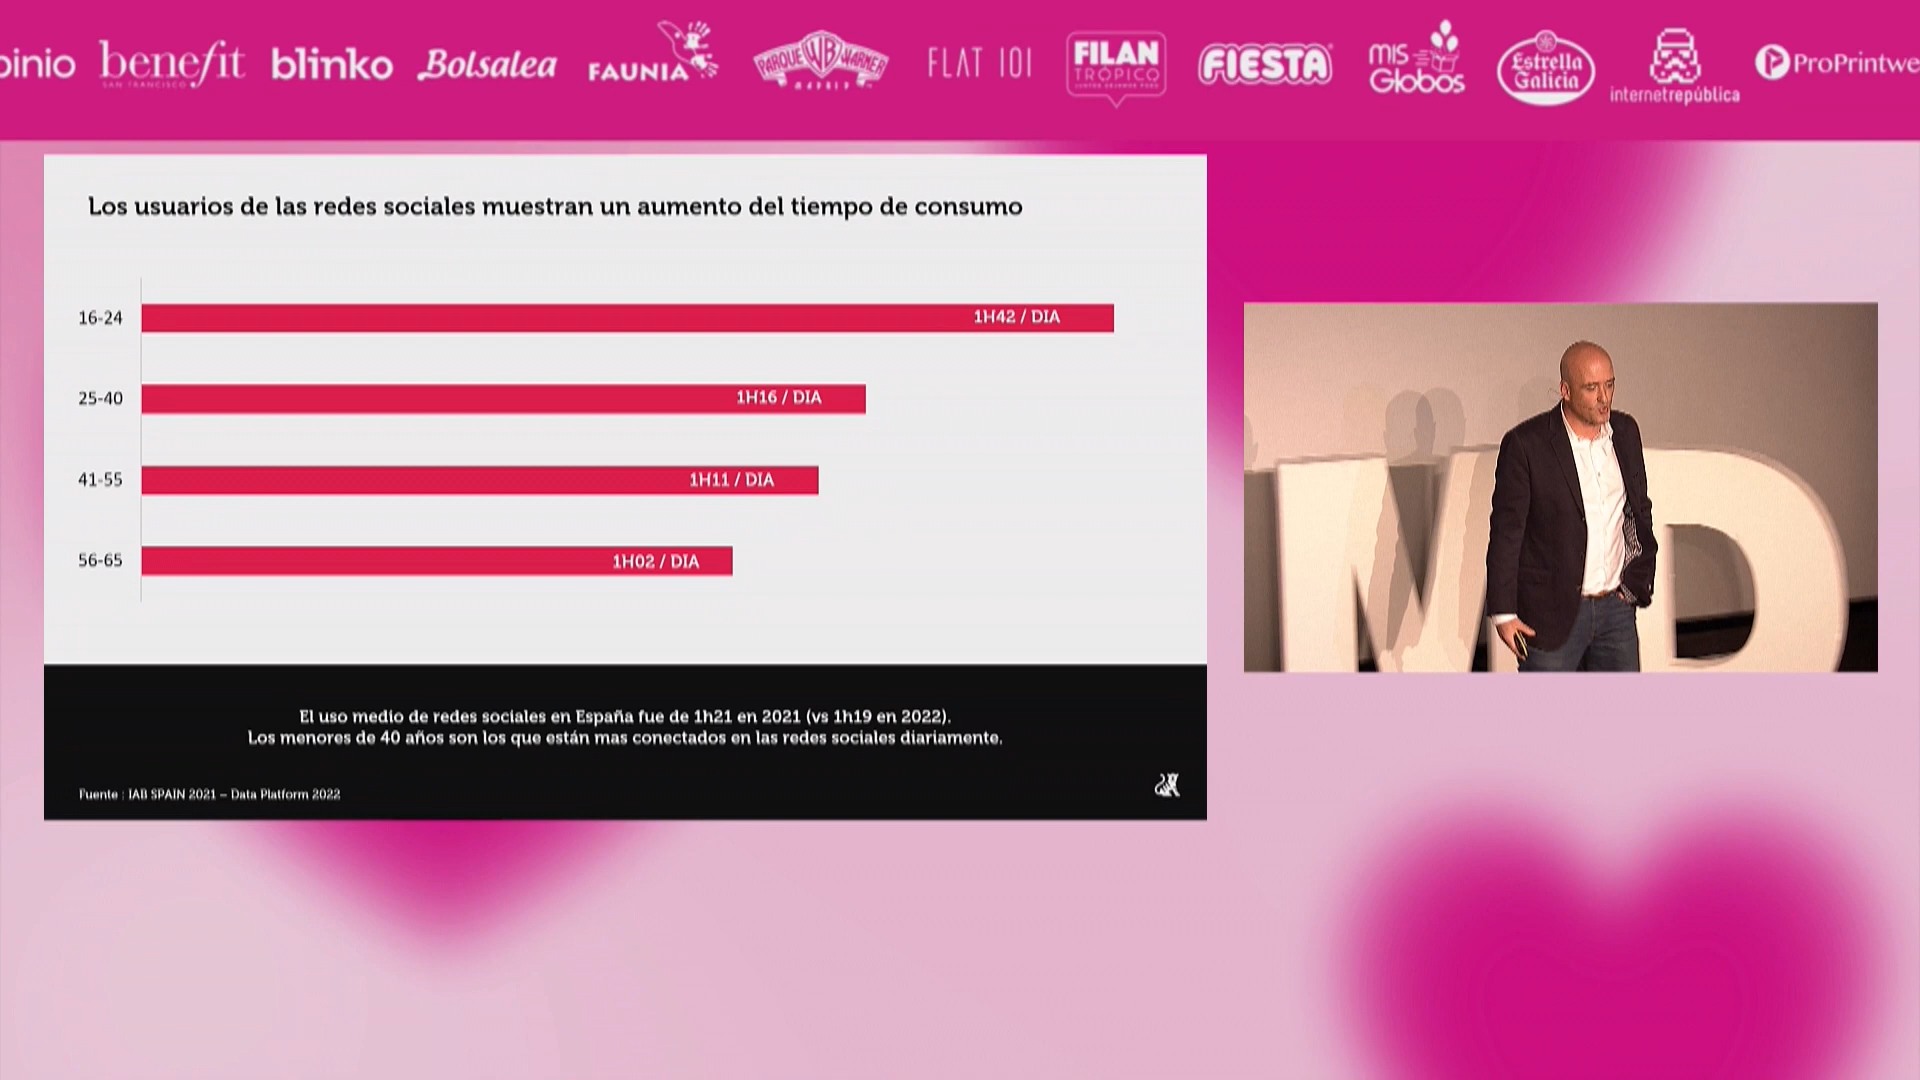 benefit
SAN FRANCISCO
blinko
Bolsalea
FAUNIA
PARQUE WB WARNER
MADRID
FLAT 101
FILAN
TRÓPICO
FIESTA
MIS
Globos
Estrella
Galicia
internetrepública
ProPrintwe
Los usuarios de las redes sociales muestran un aumento del tiempo de consumo
16-24
1H42 / DIA
25-40
1H16 / DIA
41-55
1H11 / DIA
56-65
1H02 / DIA
El uso medio de redes sociales en España fue de 1h21 en 2021 (vs 1h19 en 2022).
Los menores de 40 años son los que están mas conectados en las redes sociales diariamente.
Fuente : IAB SPAIN 2021 – Data Platform 2022
MD